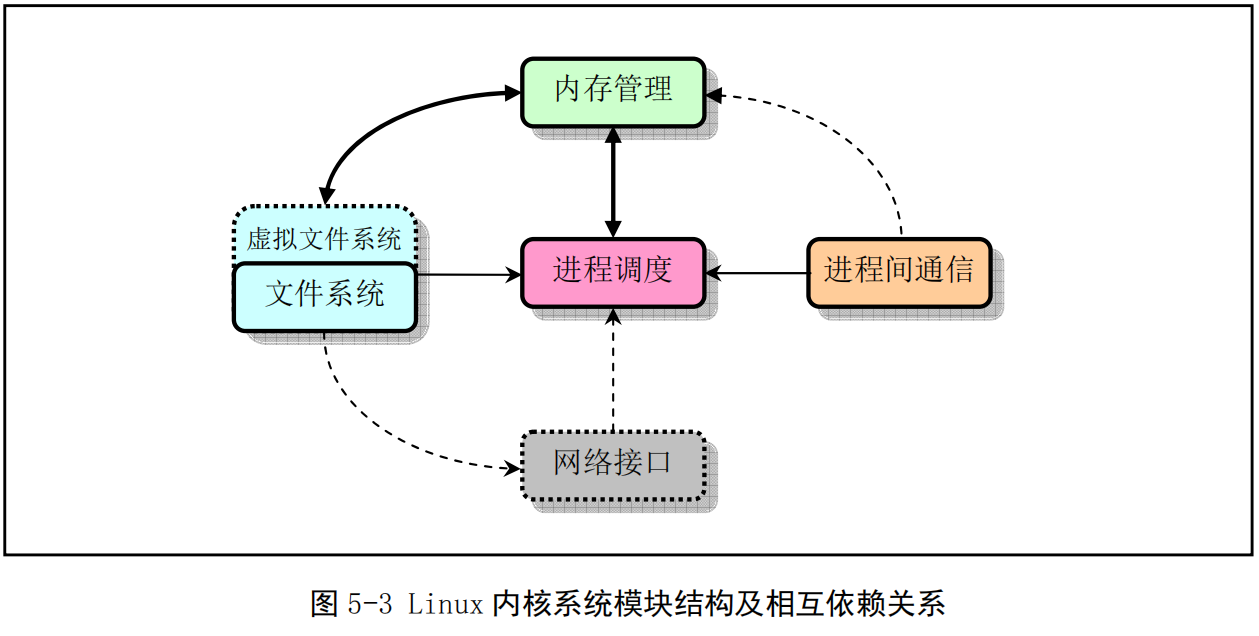 内存管理
虚拟文件系统
文件系统
进程调度
进程间通信
网络接口
图 5-3 Linux 内核系统模块结构及相互依赖关系